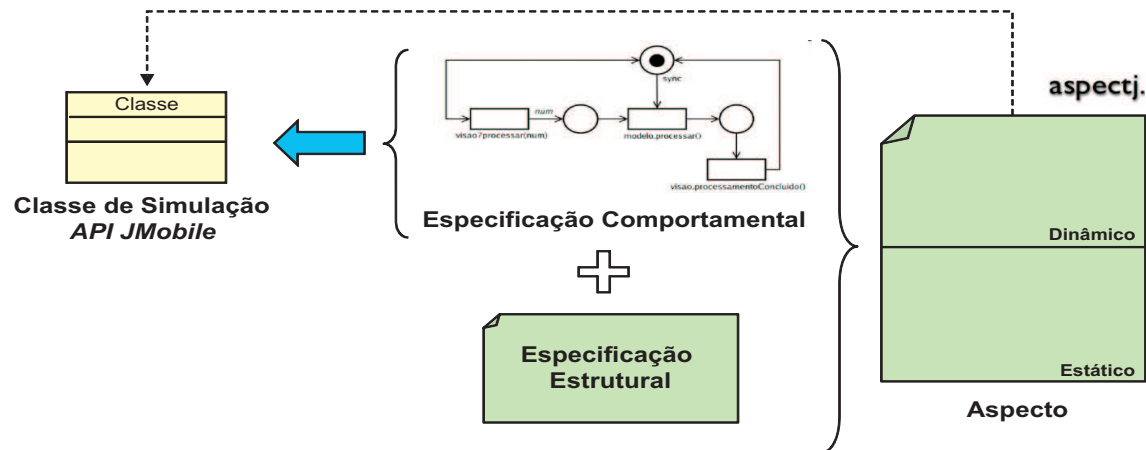 Classe
Classe de Simulação
API JMobile
sync
num
visao?processar(num)
modelo.processar()
visao.processamentoConcluido()
Especificação Comportamental
Especificação
Estrutural
aspectj.
Dinâmico
Estático
Aspecto